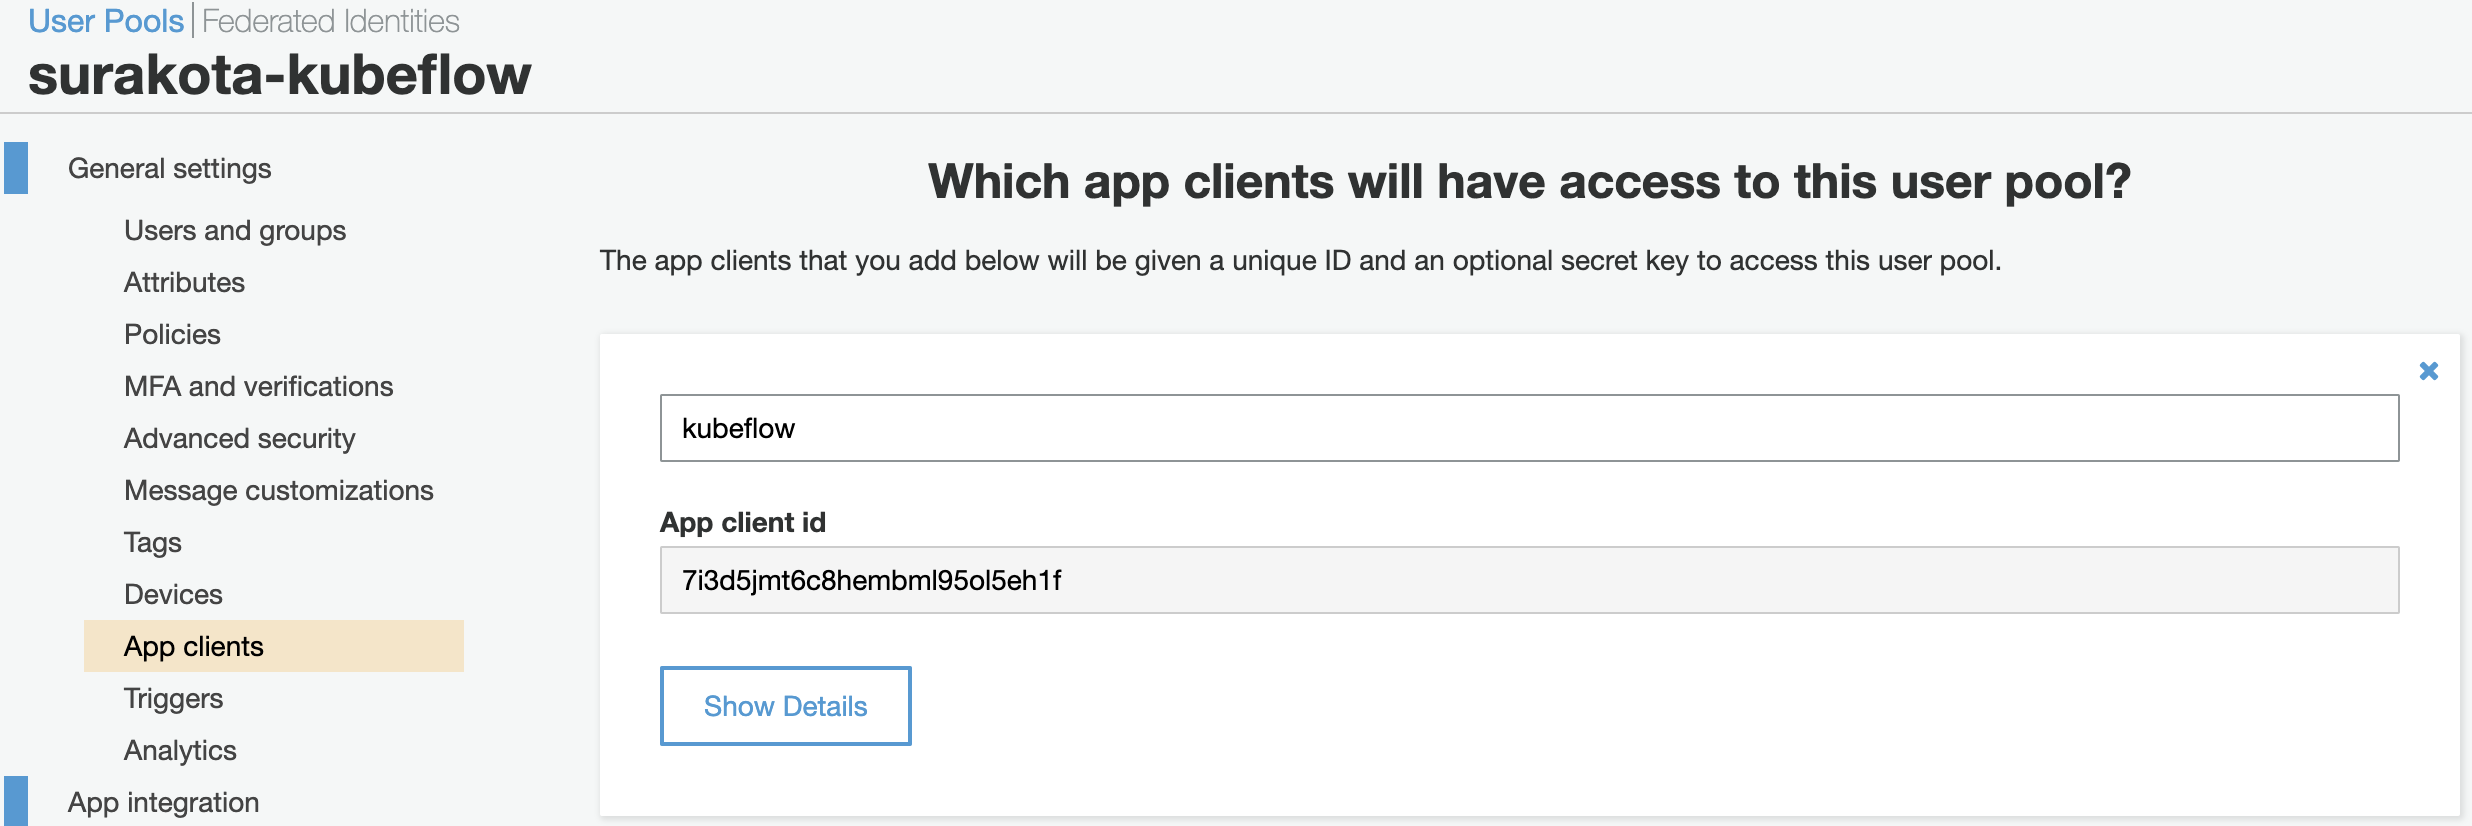 User Pools | Federated Identities
surakota-kubeflow
General settings
Users and groups
Attributes
Policies
MFA and verifications
Advanced security
Message customizations
Tags
Devices
App clients
Triggers
Analytics
App integration
Which app clients will have access to this user pool?
The app clients that you add below will be given a unique ID and an optional secret key to access this user pool.
kubeflow
App client id
7i3d5jmt6c8hembml95ol5eh1f
Show Details